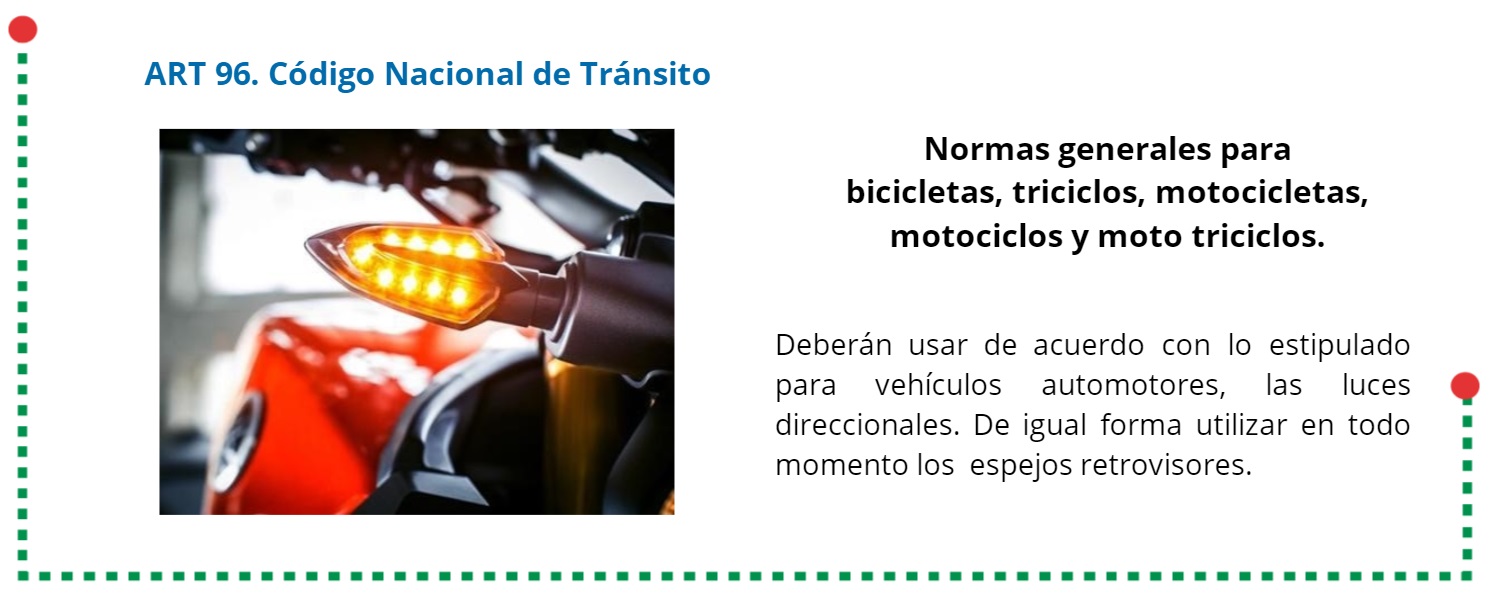 ART 96. Código Nacional de Tránsito
Normas generales para
bicicletas, triciclos, motocicletas,
motociclos y moto triciclos.
Deberán usar de acuerdo con lo estipulado
para vehículos automotores, las luces
direccionales. De igual forma utilizar en todo
momento los espejos retrovisores.